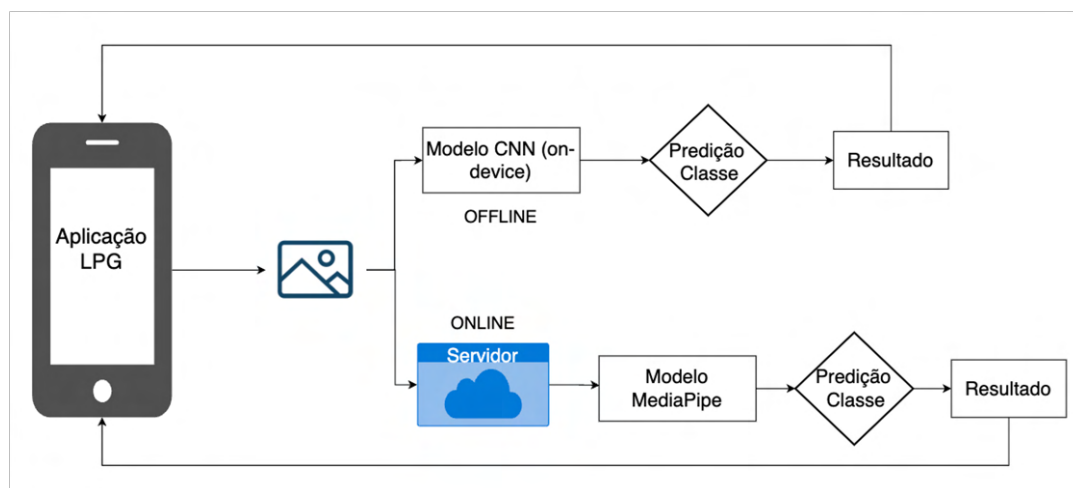 Aplicação
LPG
Modelo CNN (on-
device)
OFFLINE
Predição
Classe
Resultado
ONLINE
Servidor
Modelo
MediaPipe
Predição
Classe
Resultado